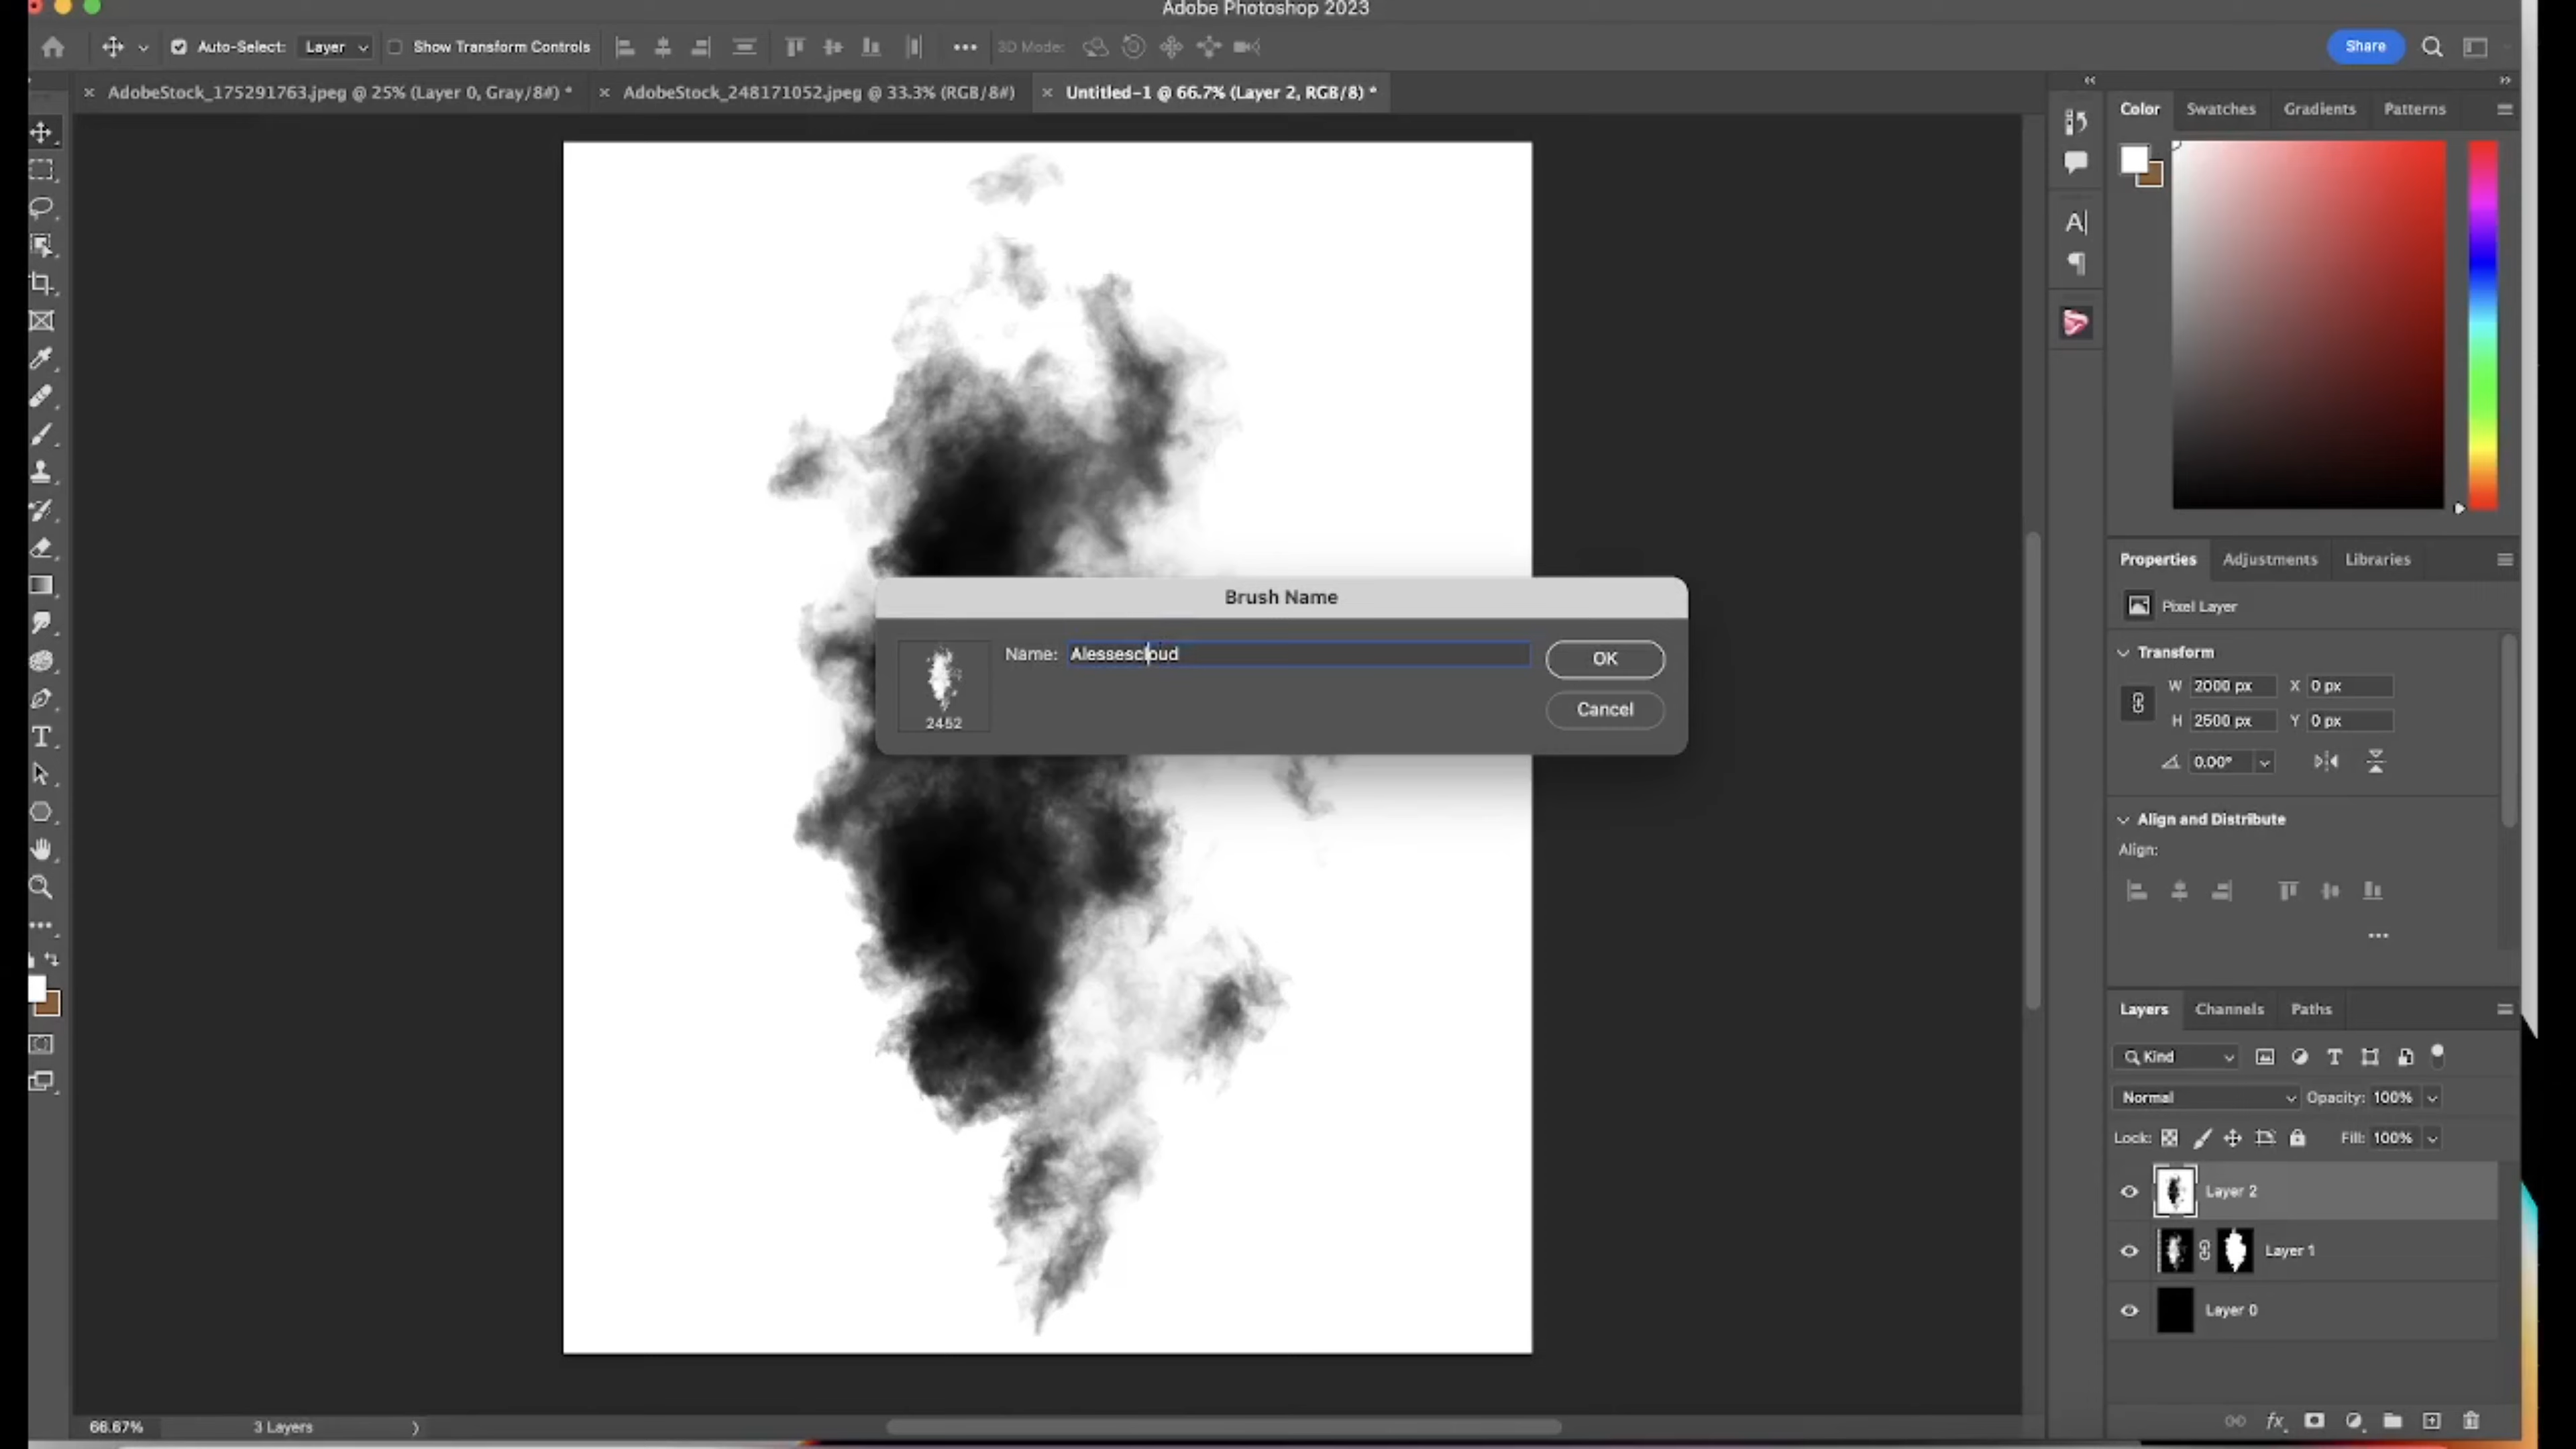 Adobe Photoshop 2023
Auto-Select: Layer Show Transform Controls 3D Mode: Share
AdobeStock_175291763.jpeg @ 25% (Layer 0, Gray/8#) *
AdobeStock_248171052.jpeg @ 33.3% (RGB/8#)
Untitled-1 @ 66.7% (Layer 2, RGB/8) *
Color Swatches Gradients Patterns
Brush Name
Name: Alessescloud
2452
OK
Cancel
Properties Adjustments Libraries
Pixel Layer
Transform
W 2000 px X 0 px
H 2500 px Y 0 px
0.00°
Align and Distribute
Align:
Layers Channels Paths
Kind
Normal Opacity: 100%
Lock: Fill: 100%
Layer 2
Layer 1
Layer 0
fx
66.67% 3 Layers